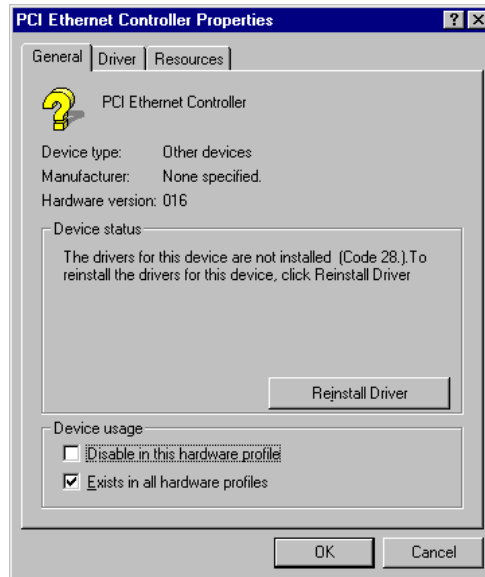 PCI Ethernet Controller Properties
General Driver Resources
PCI Ethernet Controller
Device type: Other devices
Manufacturer: None specified.
Hardware version: 016
Device status
The drivers for this device are not installed (Code 28.).To
reinstall the drivers for this device, click Reinstall Driver
Reinstall Driver
Device usage
Disable in this hardware profile
Exists in all hardware profiles
OK Cancel